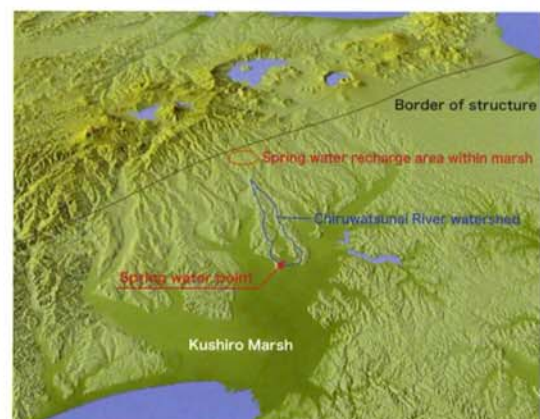 Border of structure
Spring water recharge area within marsh
Chiruwatsunai River watershed
Spring water point
Kushiro Marsh